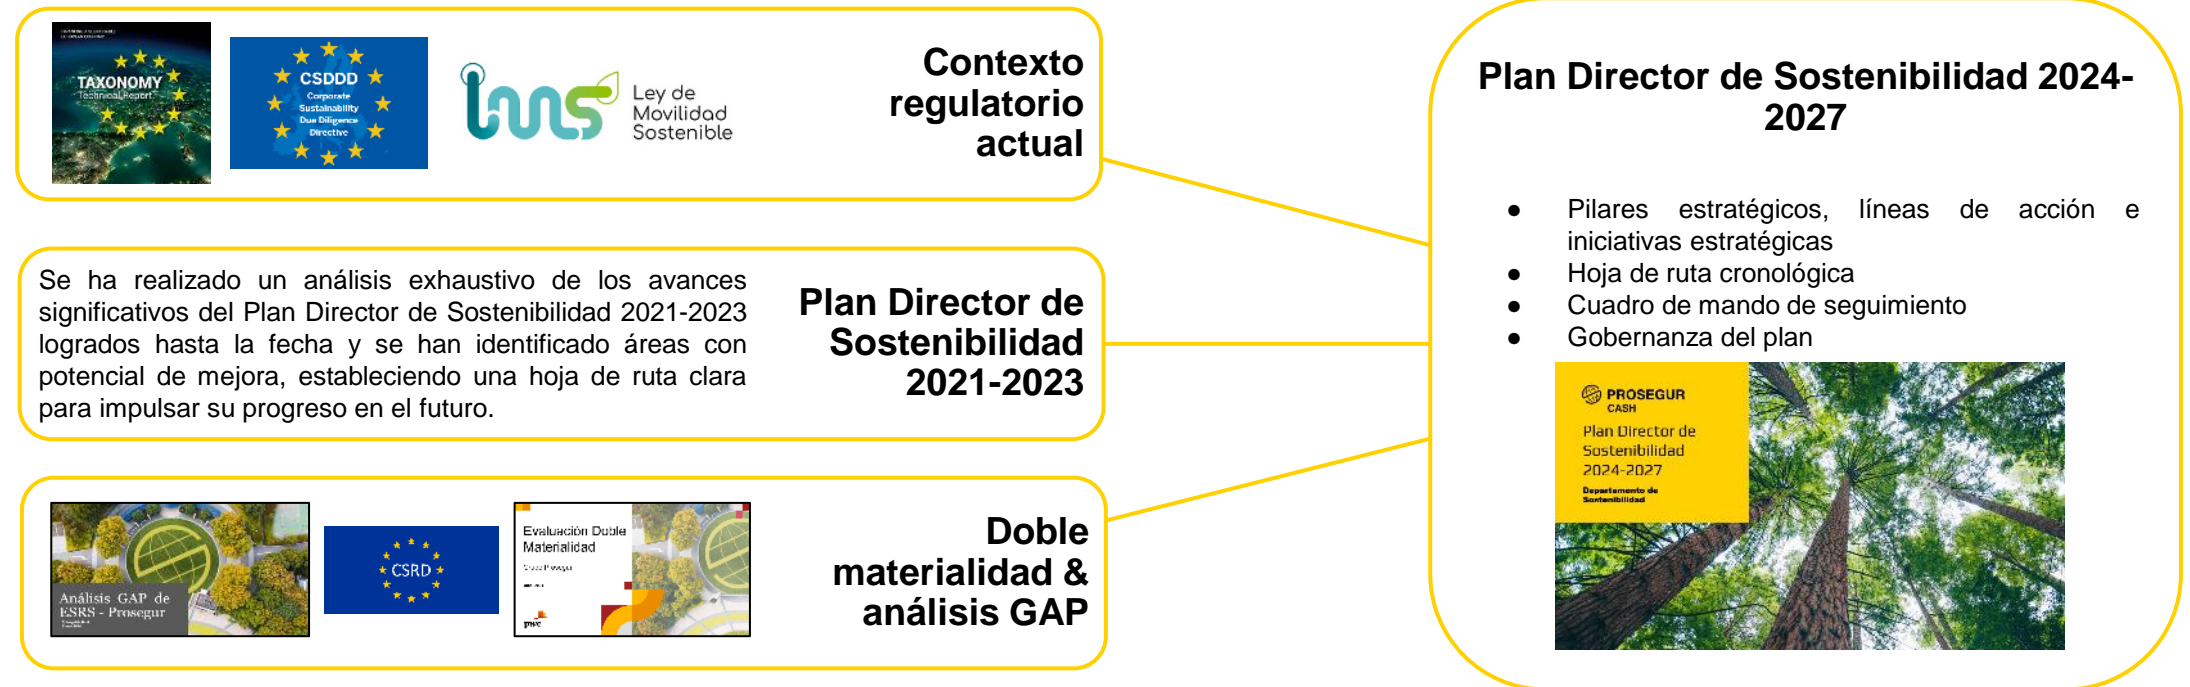 TAXONOMY
Technical Report
CSDDD
Corporate
Sustainability
Due Diligence
Directive
lms
Ley de
Movilidad
Sostenible
Contexto
regulatorio
actual
Se ha realizado un análisis exhaustivo de los avances
significativos del Plan Director de Sostenibilidad 2021-2023
logrados hasta la fecha y se han identificado áreas con
potencial de mejora, estableciendo una hoja de ruta clara
para impulsar su progreso en el futuro.
Plan Director de
Sostenibilidad
2021-2023
Análisis GAP de
ESRS - Prosegur
CSRD
Evaluación Doble
Materialidad
Grupo Prosegur
pwc
Doble
materialidad &
análisis GAP
Plan Director de Sostenibilidad 2024-
2027
● Pilares estratégicos, líneas de acción e
iniciativas estratégicas
● Hoja de ruta cronológica
● Cuadro de mando de seguimiento
● Gobernanza del plan
PROSEGUR
CASH
Plan Director de
Sostenibilidad
2024-2027
Departamento de
Sostenibilidad